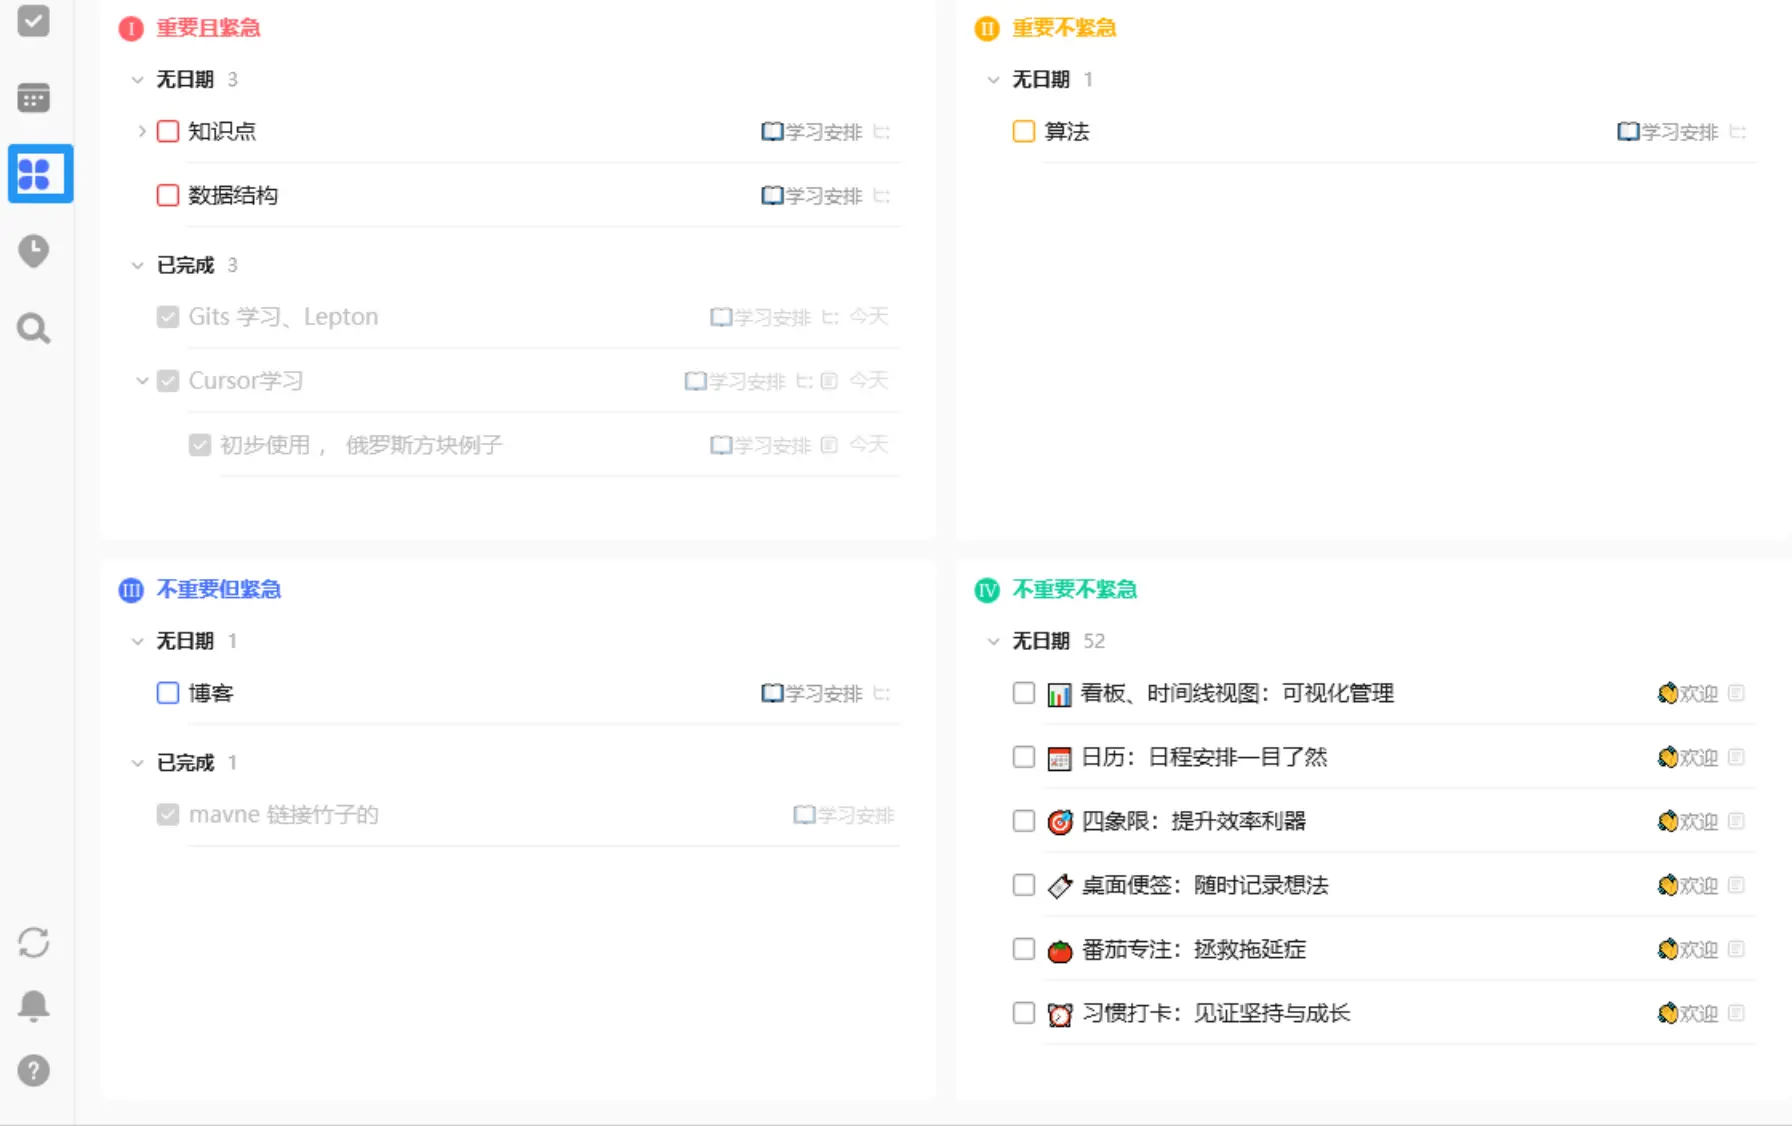 I 重要且紧急
无日期 3
知识点 学习安排
数据结构 学习安排
已完成 3
Gits 学习、Lepton 学习安排 今天
Cursor学习 学习安排 今天
初步使用 ， 俄罗斯方块例子 学习安排 今天
II 重要不紧急
无日期 1
算法 学习安排
III 不重要但紧急
无日期 1
博客 学习安排
已完成 1
mavne 链接竹子的 学习安排
IV 不重要不紧急
无日期 52
看板、时间线视图：可视化管理 欢迎
日历：日程安排一目了然 欢迎
四象限：提升效率利器 欢迎
桌面便签：随时记录想法 欢迎
番茄专注：拯救拖延症 欢迎
习惯打卡：见证坚持与成长 欢迎